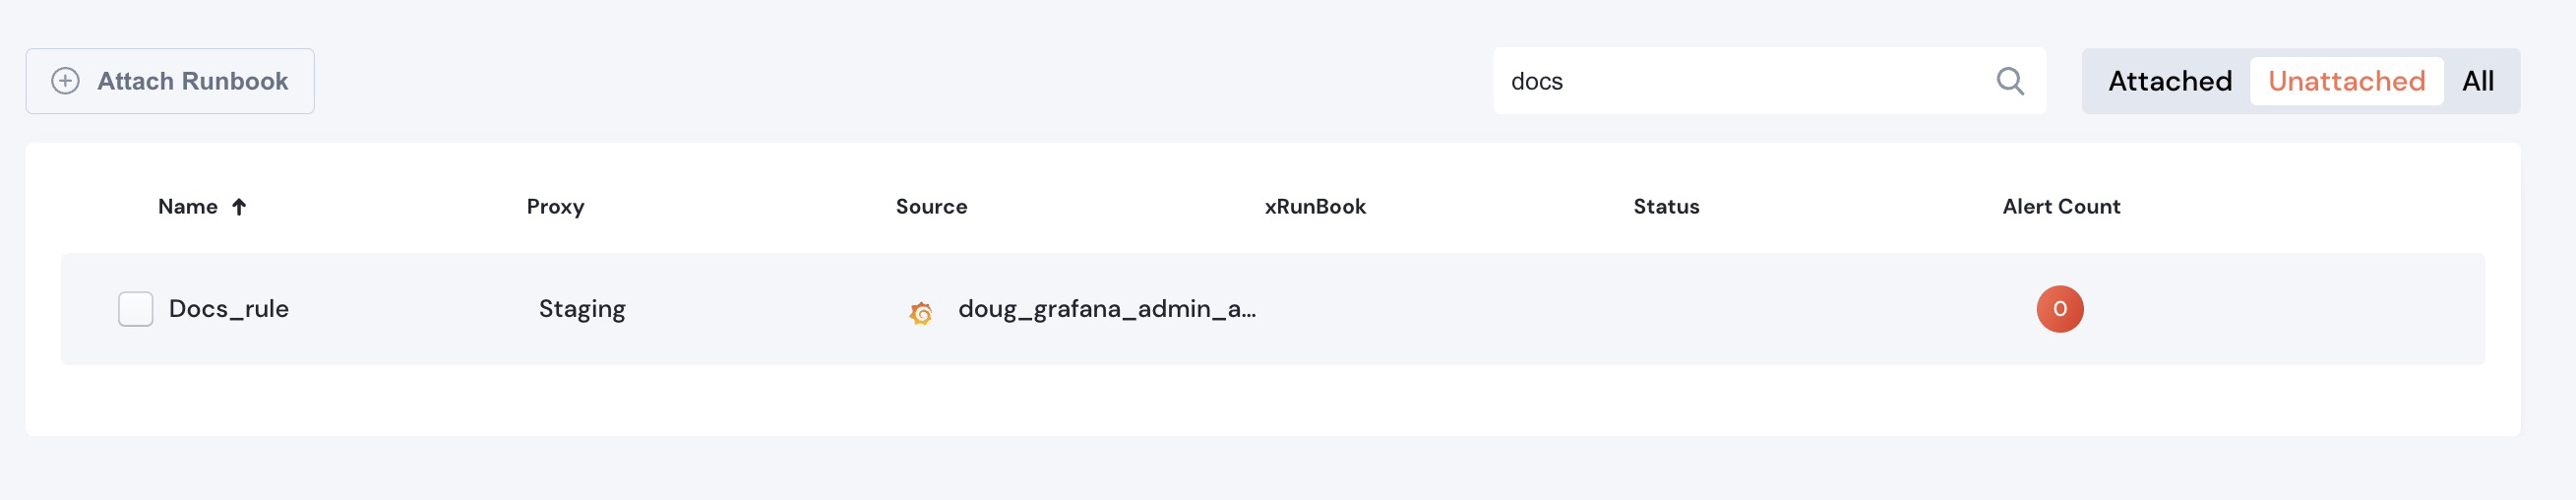 Attach Runbook docs Attached Unattached All
Name Proxy Source xRunBook Status Alert Count
Docs_rule Staging doug_grafana_admin_a... 0